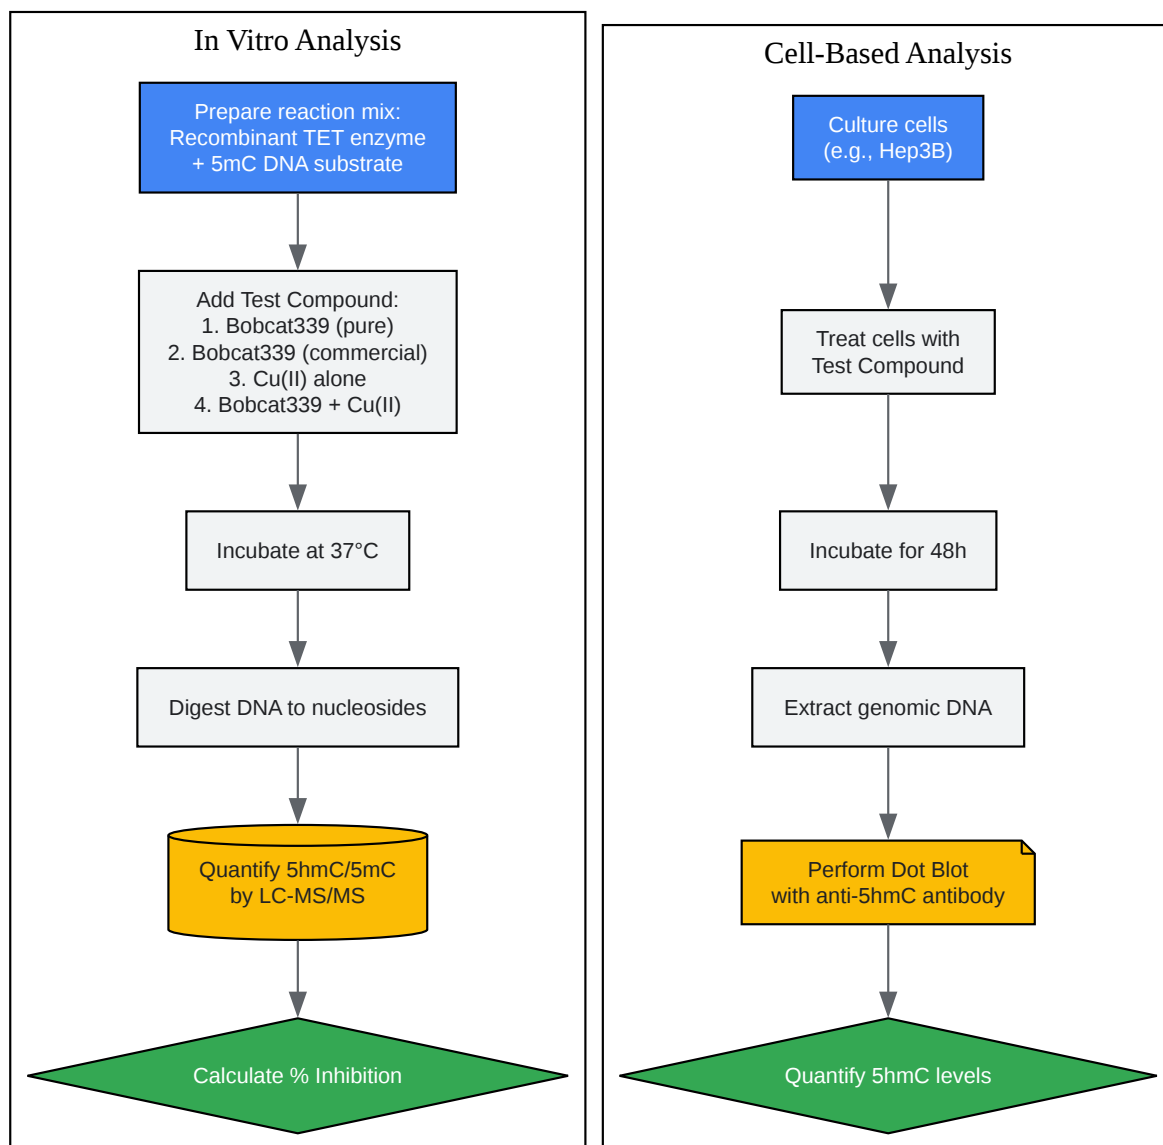 In Vitro Analysis
Prepare reaction mix:
Recombinant TET enzyme
+ 5mC DNA substrate
Add Test Compound:
1. Bobcat339 (pure)
2. Bobcat339 (commercial)
3. Cu(II) alone
4. Bobcat339 + Cu(II)
Incubate at 37°C
Digest DNA to nucleosides
Quantify 5hmC/5mC
by LC-MS/MS
Calculate % Inhibition
Cell-Based Analysis
Culture cells
(e.g., Hep3B)
Treat cells with
Test Compound
Incubate for 48h
Extract genomic DNA
Perform Dot Blot
with anti-5hmC antibody
Quantify 5hmC levels